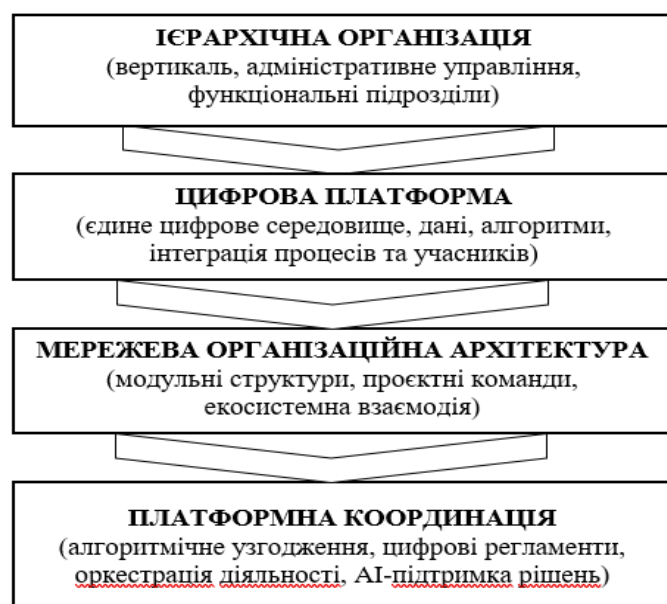 ІЄРАРХІЧНА ОРГАНІЗАЦІЯ
(вертикаль, адміністративне управління,
функціональні підрозділи)
ЦИФРОВА ПЛАТФОРМА
(єдине цифрове середовище, дані, алгоритми,
інтеграція процесів та учасників)
МЕРЕЖЕВА ОРГАНІЗАЦІЙНА АРХІТЕКТУРА
(модульні структури, проєктні команди,
екосистемна взаємодія)
ПЛАТФОРМНА КООРДИНАЦІЯ
(алгоритмічне узгодження, цифрові регламенти,
оркестрація діяльності, AI-підтримка рішень)